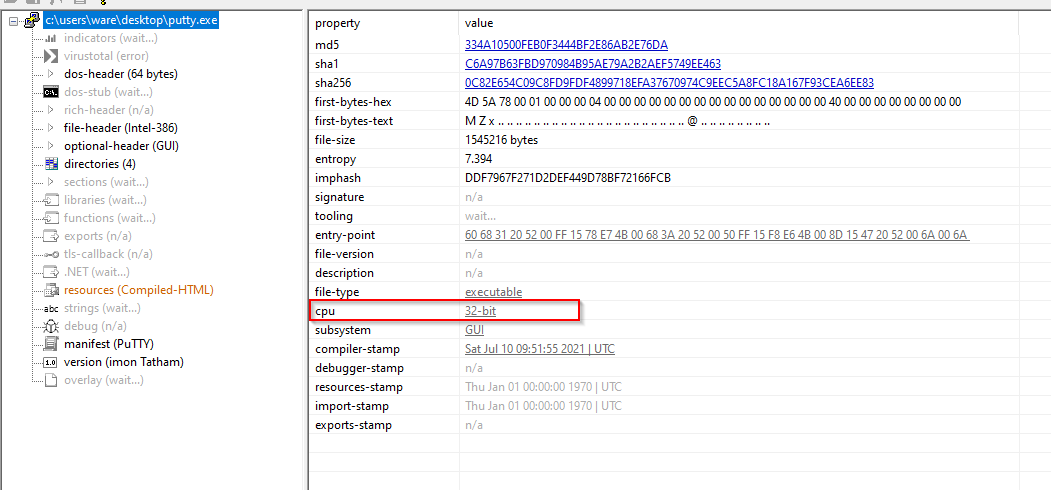 c:\users\ware\desktop\putty.exe
indicators (wait...)
virustotal (error)
dos-header (64 bytes)
dos-stub (wait...)
rich-header (n/a)
file-header (Intel-386)
optional-header (GUI)
directories (4)
sections (wait...)
libraries (wait...)
functions (wait...)
exports (n/a)
tls-callback (n/a)
.NET (wait...)
resources (Compiled-HTML)
abc strings (wait...)
debug (n/a)
manifest (PuTTY)
1.0 version (imon Tatham)
overlay (wait...)
property value
md5 334A10500FEB0F3444BF2E86AB2E76DA
sha1 C6A97B63FBD970984B95AE79A2B2AEF5749EE463
sha256 0C82E654C09C8FD9FDF4899718EFA37670974C9EEC5A8FC18A167F93CEA6EE83
first-bytes-hex 4D 5A 78 00 01 00 00 00 04 00 00 00 00 00 00 00 00 00 00 00 00 00 00 00 40 00 00 00 00 00 00 00
first-bytes-text M Z x .. .. .. .. .. .. .. .. .. .. .. .. .. .. .. .. .. .. .. .. .. @ .. .. .. .. .. .. ..
file-size 1545216 bytes
entropy 7.394
imphash DDF7967F271D2DEF449D78BF72166FCB
signature n/a
tooling wait...
entry-point 60 68 31 20 52 00 FF 15 78 E7 4B 00 68 3A 20 52 00 50 FF 15 F8 E6 4B 00 8D 15 47 20 52 00 6A 00 6A
file-version n/a
description n/a
file-type executable
cpu 32-bit
subsystem GUI
compiler-stamp Sat Jul 10 09:51:55 2021 | UTC
debugger-stamp n/a
resources-stamp Thu Jan 01 00:00:00 1970 | UTC
import-stamp Thu Jan 01 00:00:00 1970 | UTC
exports-stamp n/a